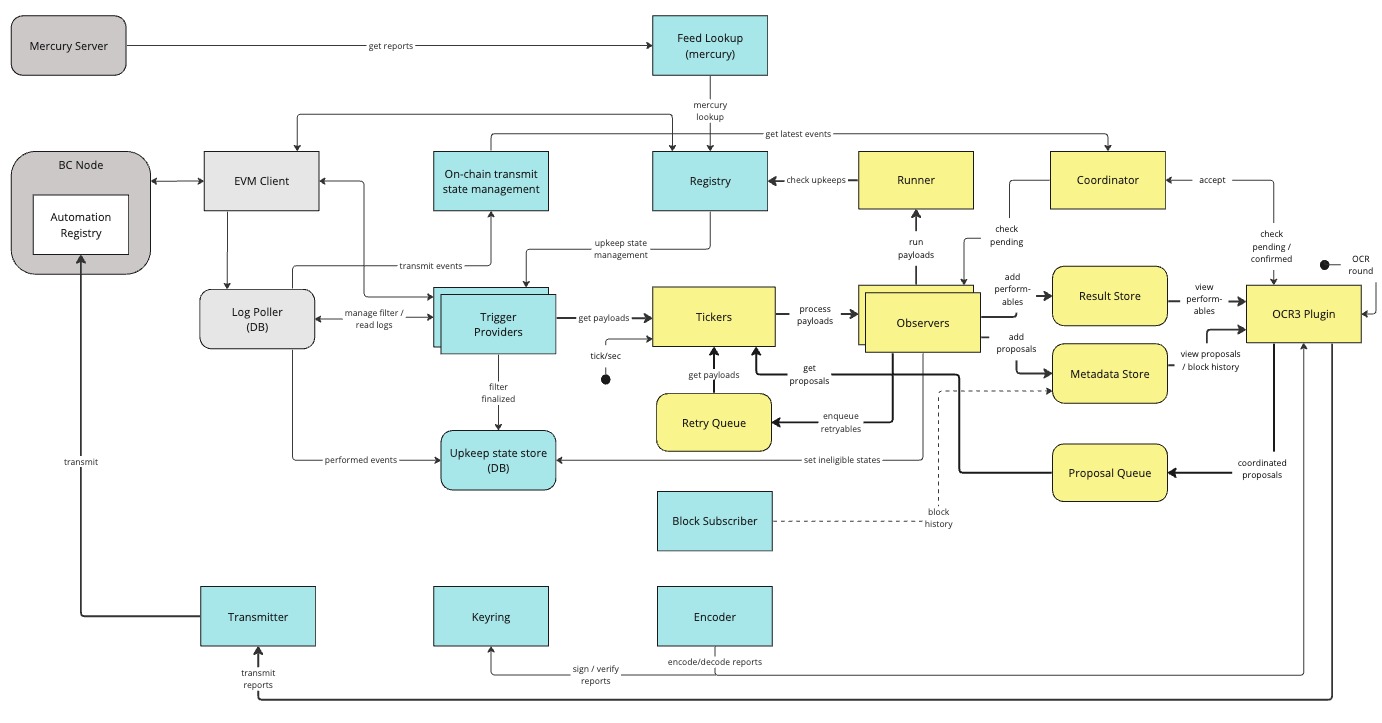 Mercury Server
get reports
Feed Lookup
(mercury)
mercury
lookup
get latest events
BC Node
Automation
Registry
EVM Client
On-chain transmit
state management
Registry
check upkeeps
Runner
Coordinator
accept
upkeep state
management
run
payloads
check
pending
check
pending /
confirmed
OCR
round
transmit events
Log Poller
(DB)
manage filter /
read logs
Trigger
Providers
get payloads
Tickers
process
payloads
Observers
add
perform-
ables
Result Store
view
perform-
ables
OCR3 Plugin
tick/sec
add
proposals
view proposals
/ block history
Metadata Store
get payloads
get
proposals
filter
finalized
Retry Queue
enqueue
retryables
transmit
performed events
Upkeep state store
(DB)
set ineligible states
Proposal Queue
coordinated
proposals
Block Subscriber
block
history
Transmitter
Keyring
Encoder
encode/decode reports
transmit
reports
sign / verify
reports